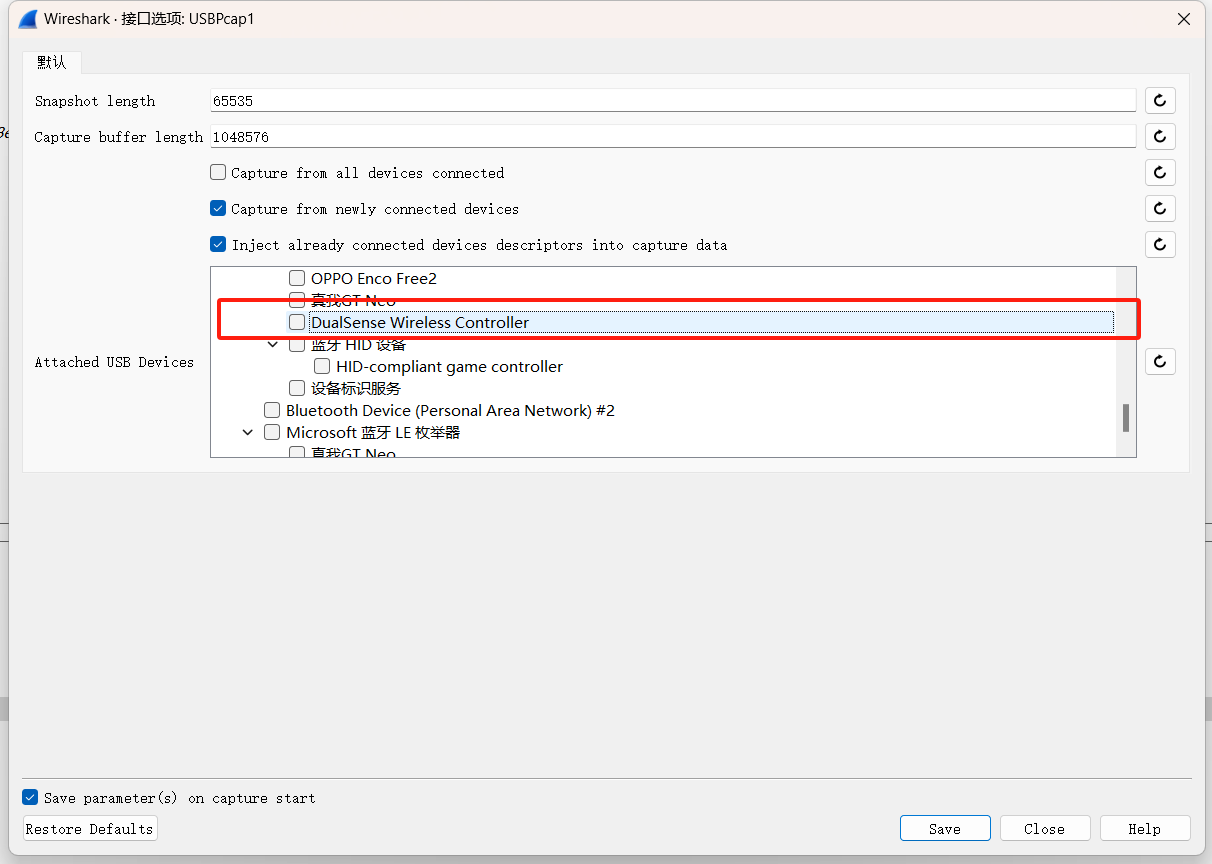 Wireshark · 接口选项: USBPcap1
默认
Snapshot length 65535
Capture buffer length 1048576
Capture from all devices connected
Capture from newly connected devices
Inject already connected devices descriptors into capture data
Attached USB Devices
OPPO Enco Free2
真我GT Neo
DualSense Wireless Controller
蓝牙 HID 设备
HID-compliant game controller
设备标识服务
Bluetooth Device (Personal Area Network) #2
Microsoft 蓝牙 LE 枚举器
真我GT Neo
Save parameter(s) on capture start
Restore Defaults Save Close Help